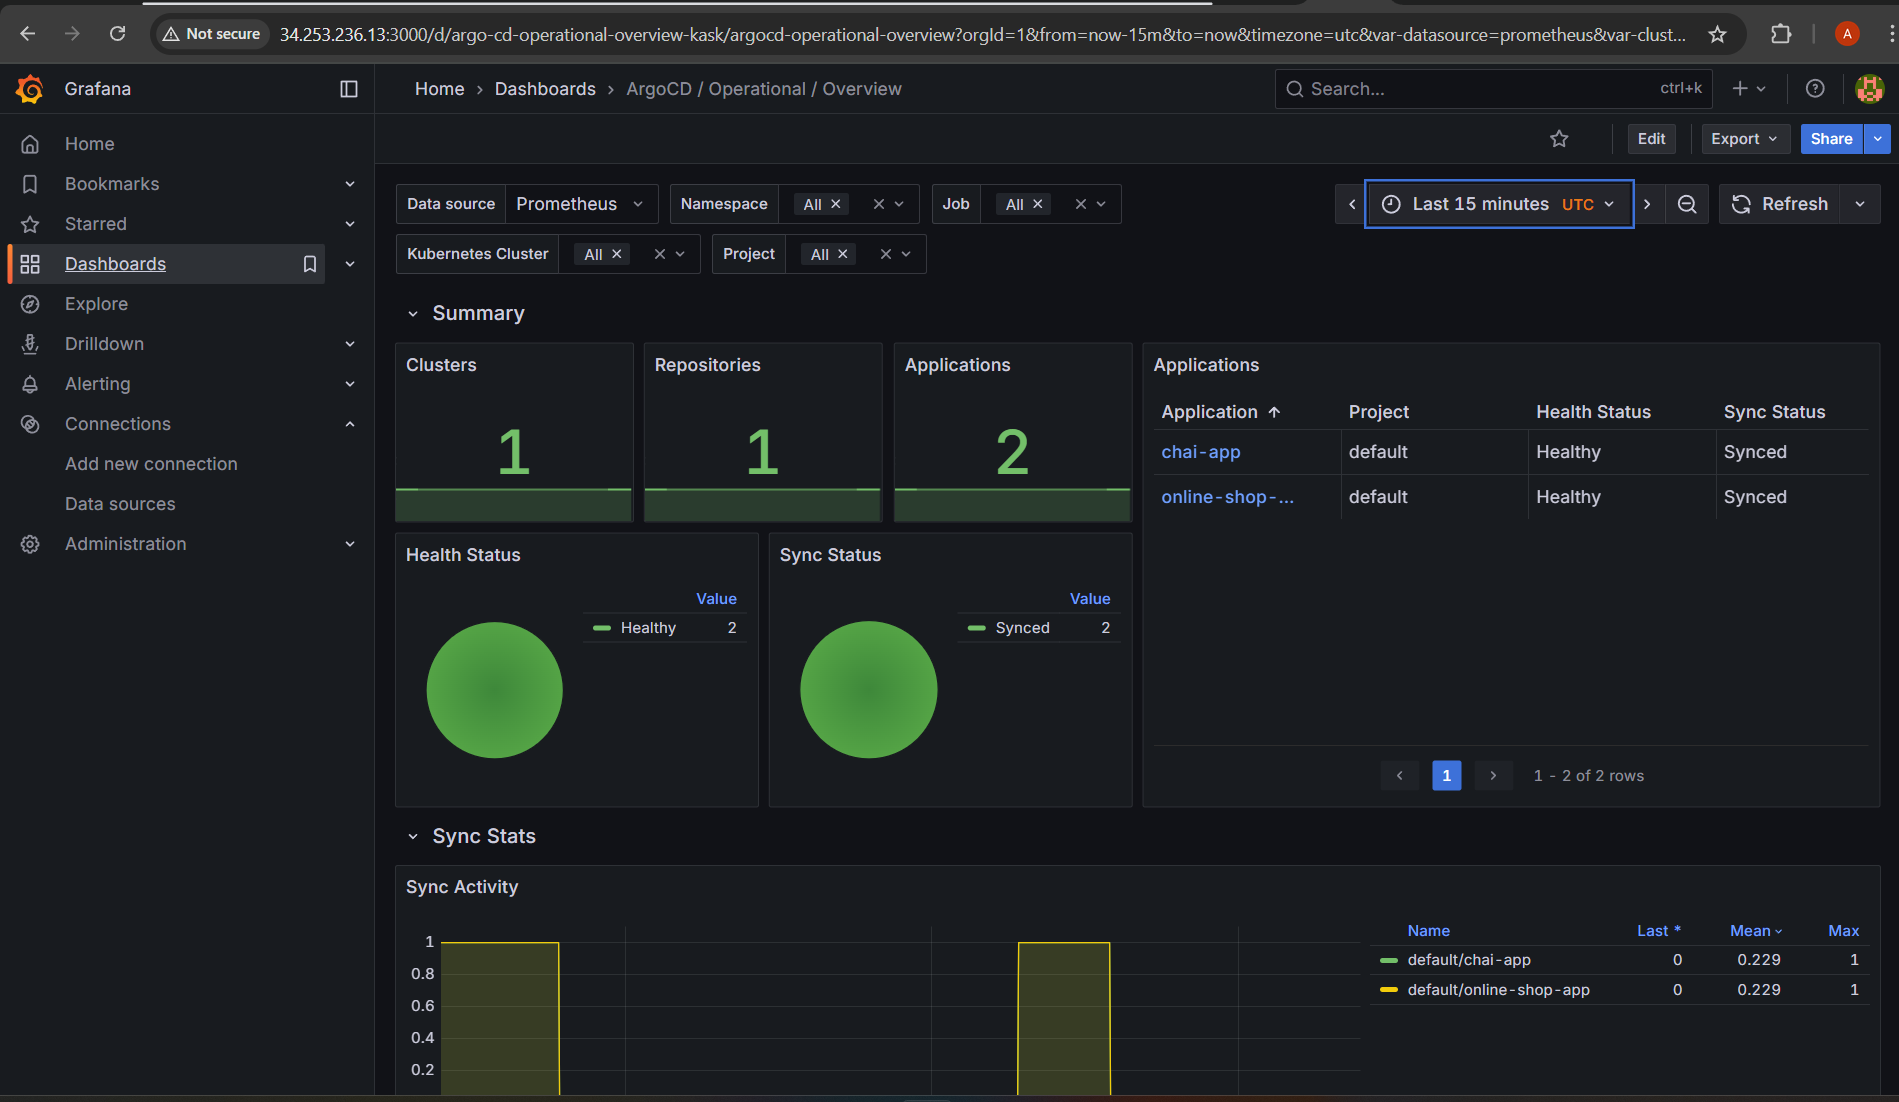 Not secure 34.253.236.13:3000/d/argo-cd-operational-overview-kask/argocd-operational-overview?orgId=1&from=now-15m&to=now&timezone=utc&var-datasource=prometheus&var-clust... A
Grafana
Home › Dashboards › ArgoCD / Operational / Overview
Search... ctrl+k
Edit Export Share
Home
Bookmarks
Starred
Dashboards
Explore
Drilldown
Alerting
Connections
Add new connection
Data sources
Administration
Data source Prometheus Namespace All Job All
Last 15 minutes UTC Refresh
Kubernetes Cluster All Project All
Summary
Clusters
1
Repositories
1
Applications
2
Applications
Application Project Health Status Sync Status
chai-app default Healthy Synced
online-shop-... default Healthy Synced
1 1 - 2 of 2 rows
Health Status
Value
Healthy 2
Sync Status
Value
Synced 2
Sync Stats
Sync Activity
1
0.8
0.6
0.4
0.2
Name Last * Mean Max
default/chai-app 0 0.229 1
default/online-shop-app 0 0.229 1